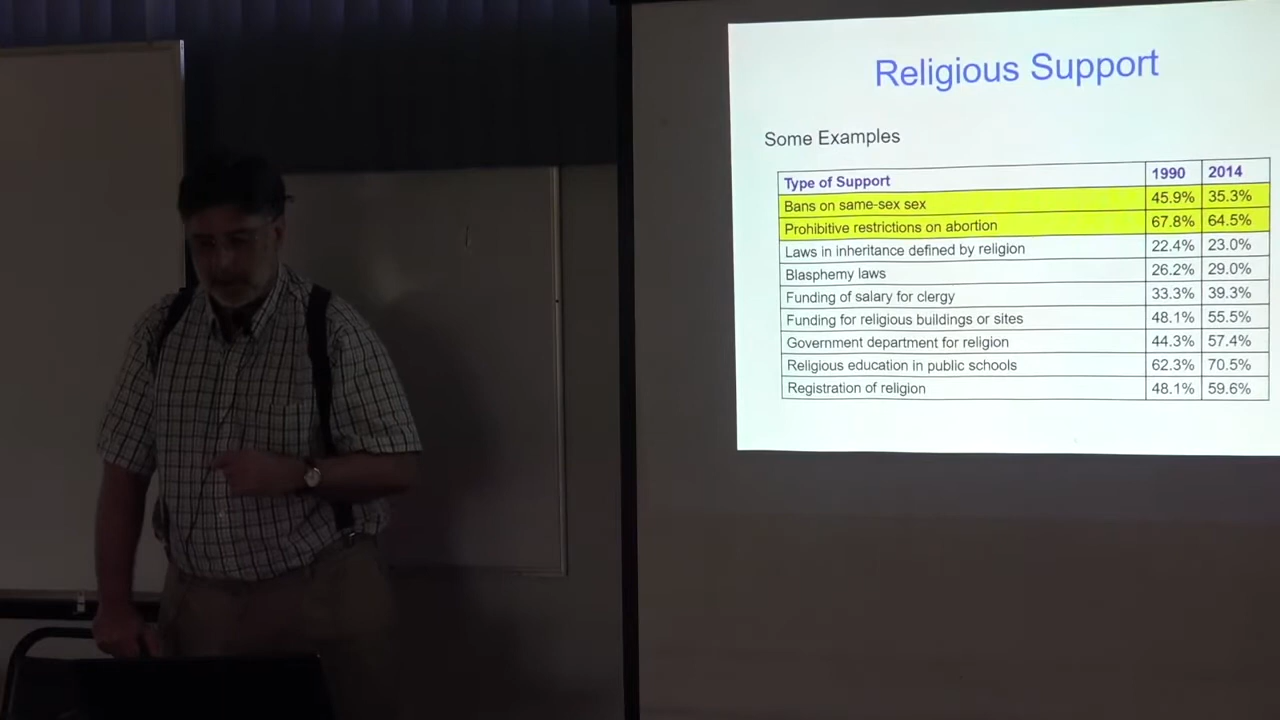 Religious Support
Some Examples
Type of Support 1990 2014
Bans on same-sex sex 45.9% 35.3%
Prohibitive restrictions on abortion 67.8% 64.5%
Laws in inheritance defined by religion 22.4% 23.0%
Blasphemy laws 26.2% 29.0%
Funding of salary for clergy 33.3% 39.3%
Funding for religious buildings or sites 48.1% 55.5%
Government department for religion 44.3% 57.4%
Religious education in public schools 62.3% 70.5%
Registration of religion 48.1% 59.6%